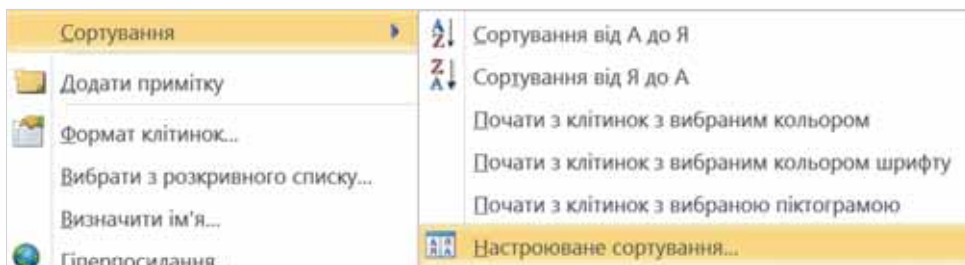 Сортування
Додати примітку
Формат клітинок...
Вибрати з розкривного списку...
Визначити ім'я...
Гіперпосилання
Сортування від А до Я
Сортування від Я до А
Почати з клітинок з вибраним кольором
Почати з клітинок з вибраним кольором шрифту
Почати з клітинок з вибраною піктограмою
Настроюване сортування...